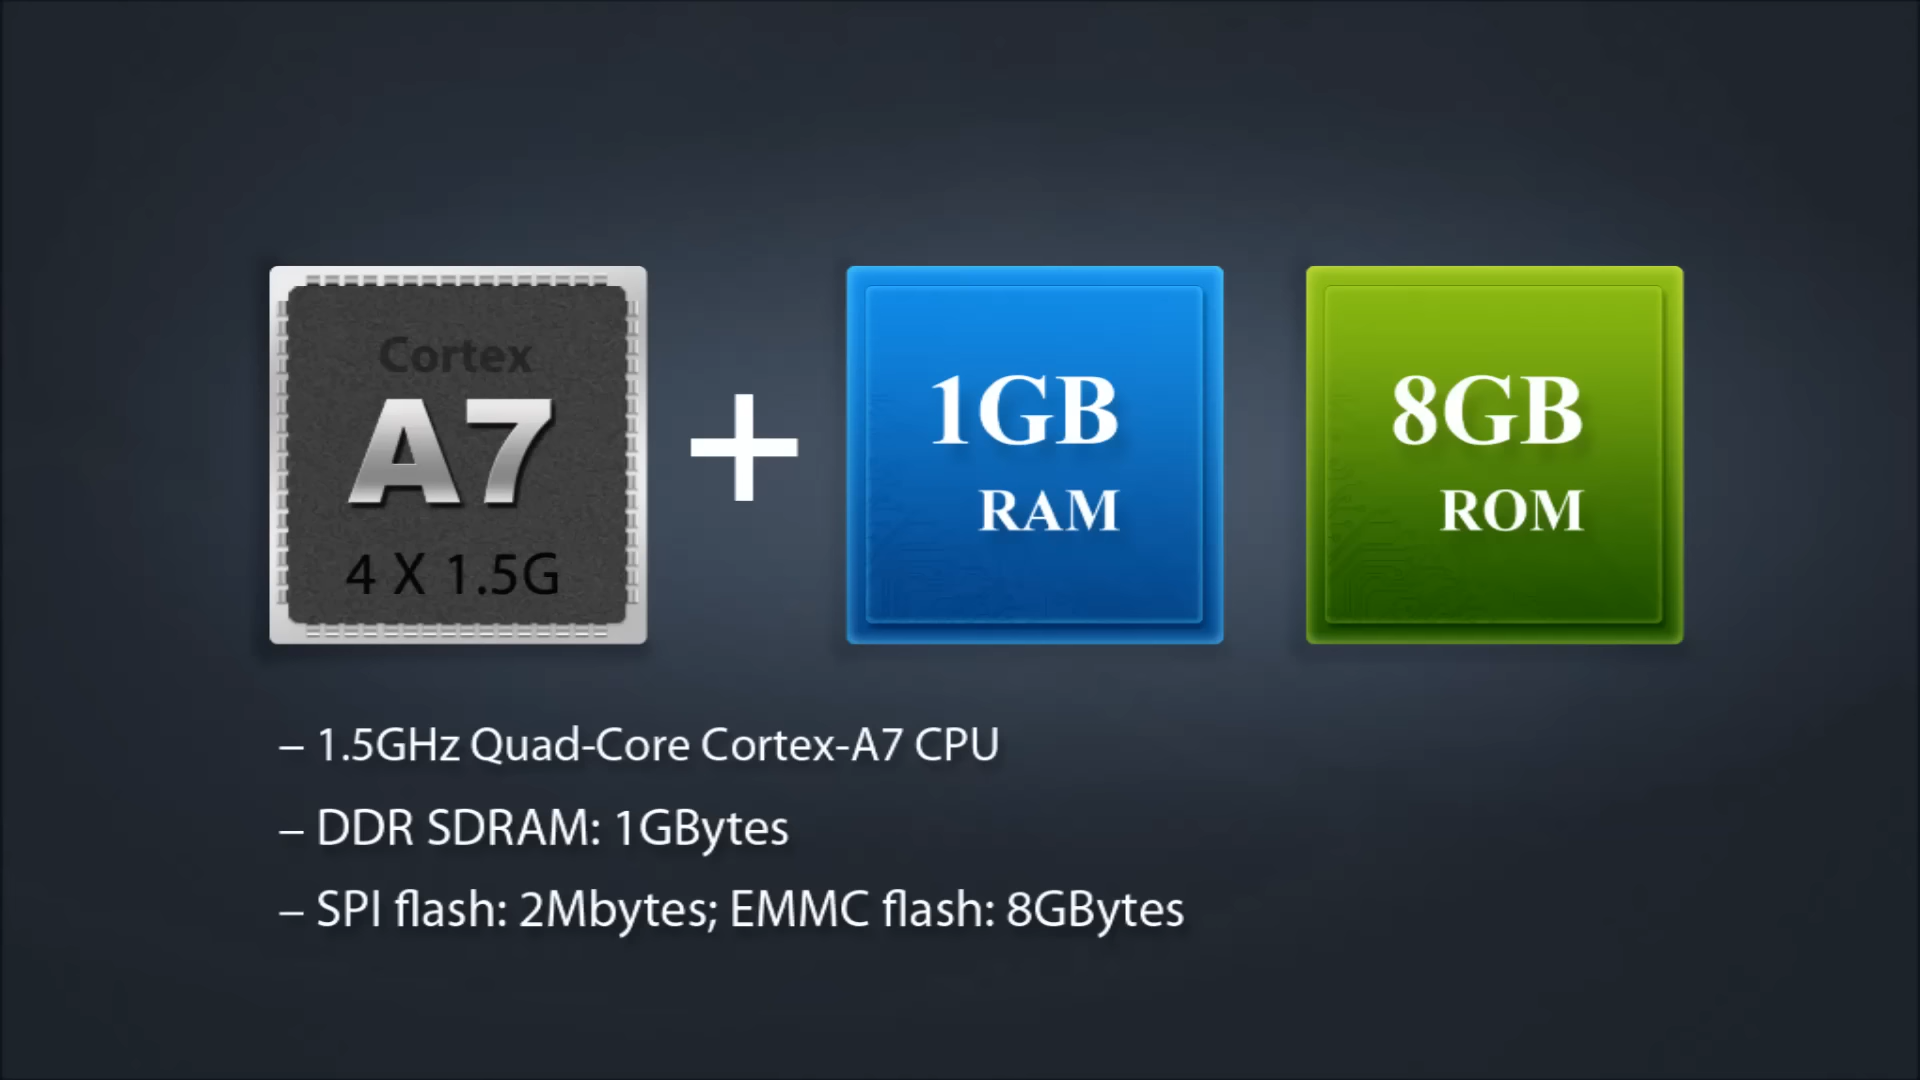 Cortex
A7
4 X 1.5G
+
1GB
RAM
8GB
ROM
– 1.5GHz Quad-Core Cortex-A7 CPU
– DDR SDRAM: 1GBytes
– SPI flash: 2Mbytes; EMMC flash: 8GBytes